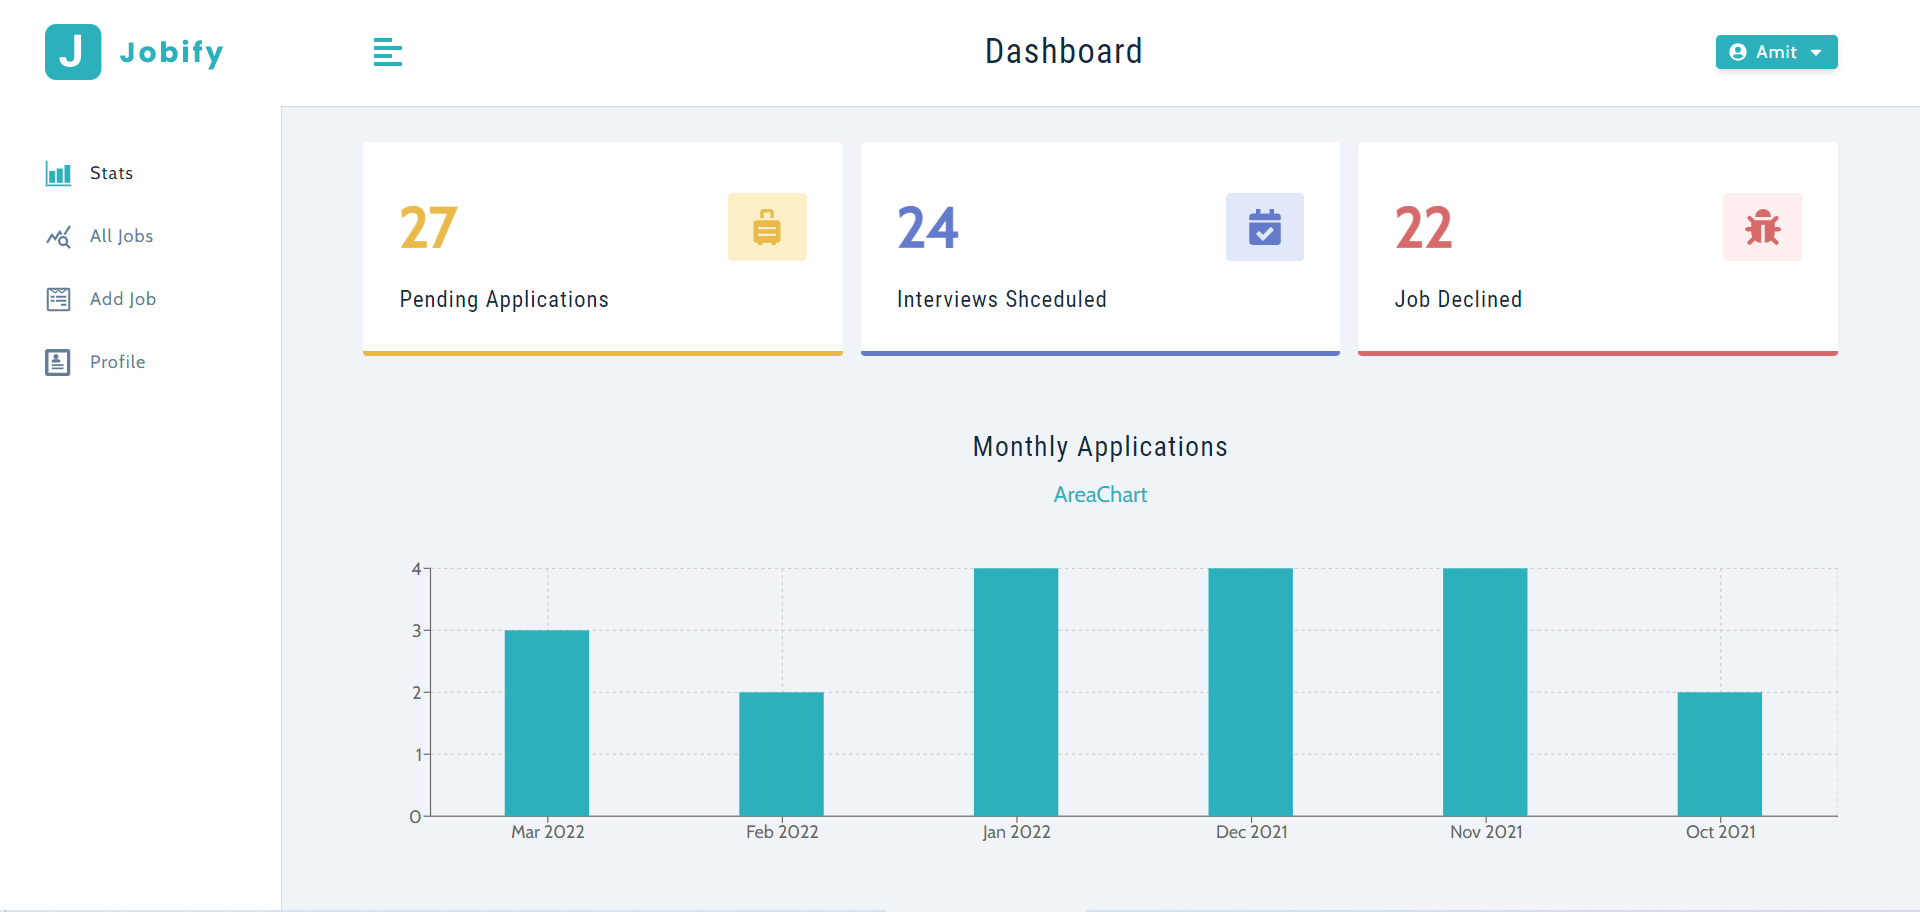 J Jobify
Dashboard
Amit
Stats
All Jobs
Add Job
Profile
27
Pending Applications
24
Interviews Shceduled
22
Job Declined
Monthly Applications
AreaChart
4
3
2
1
0
Mar 2022 Feb 2022 Jan 2022 Dec 2021 Nov 2021 Oct 2021